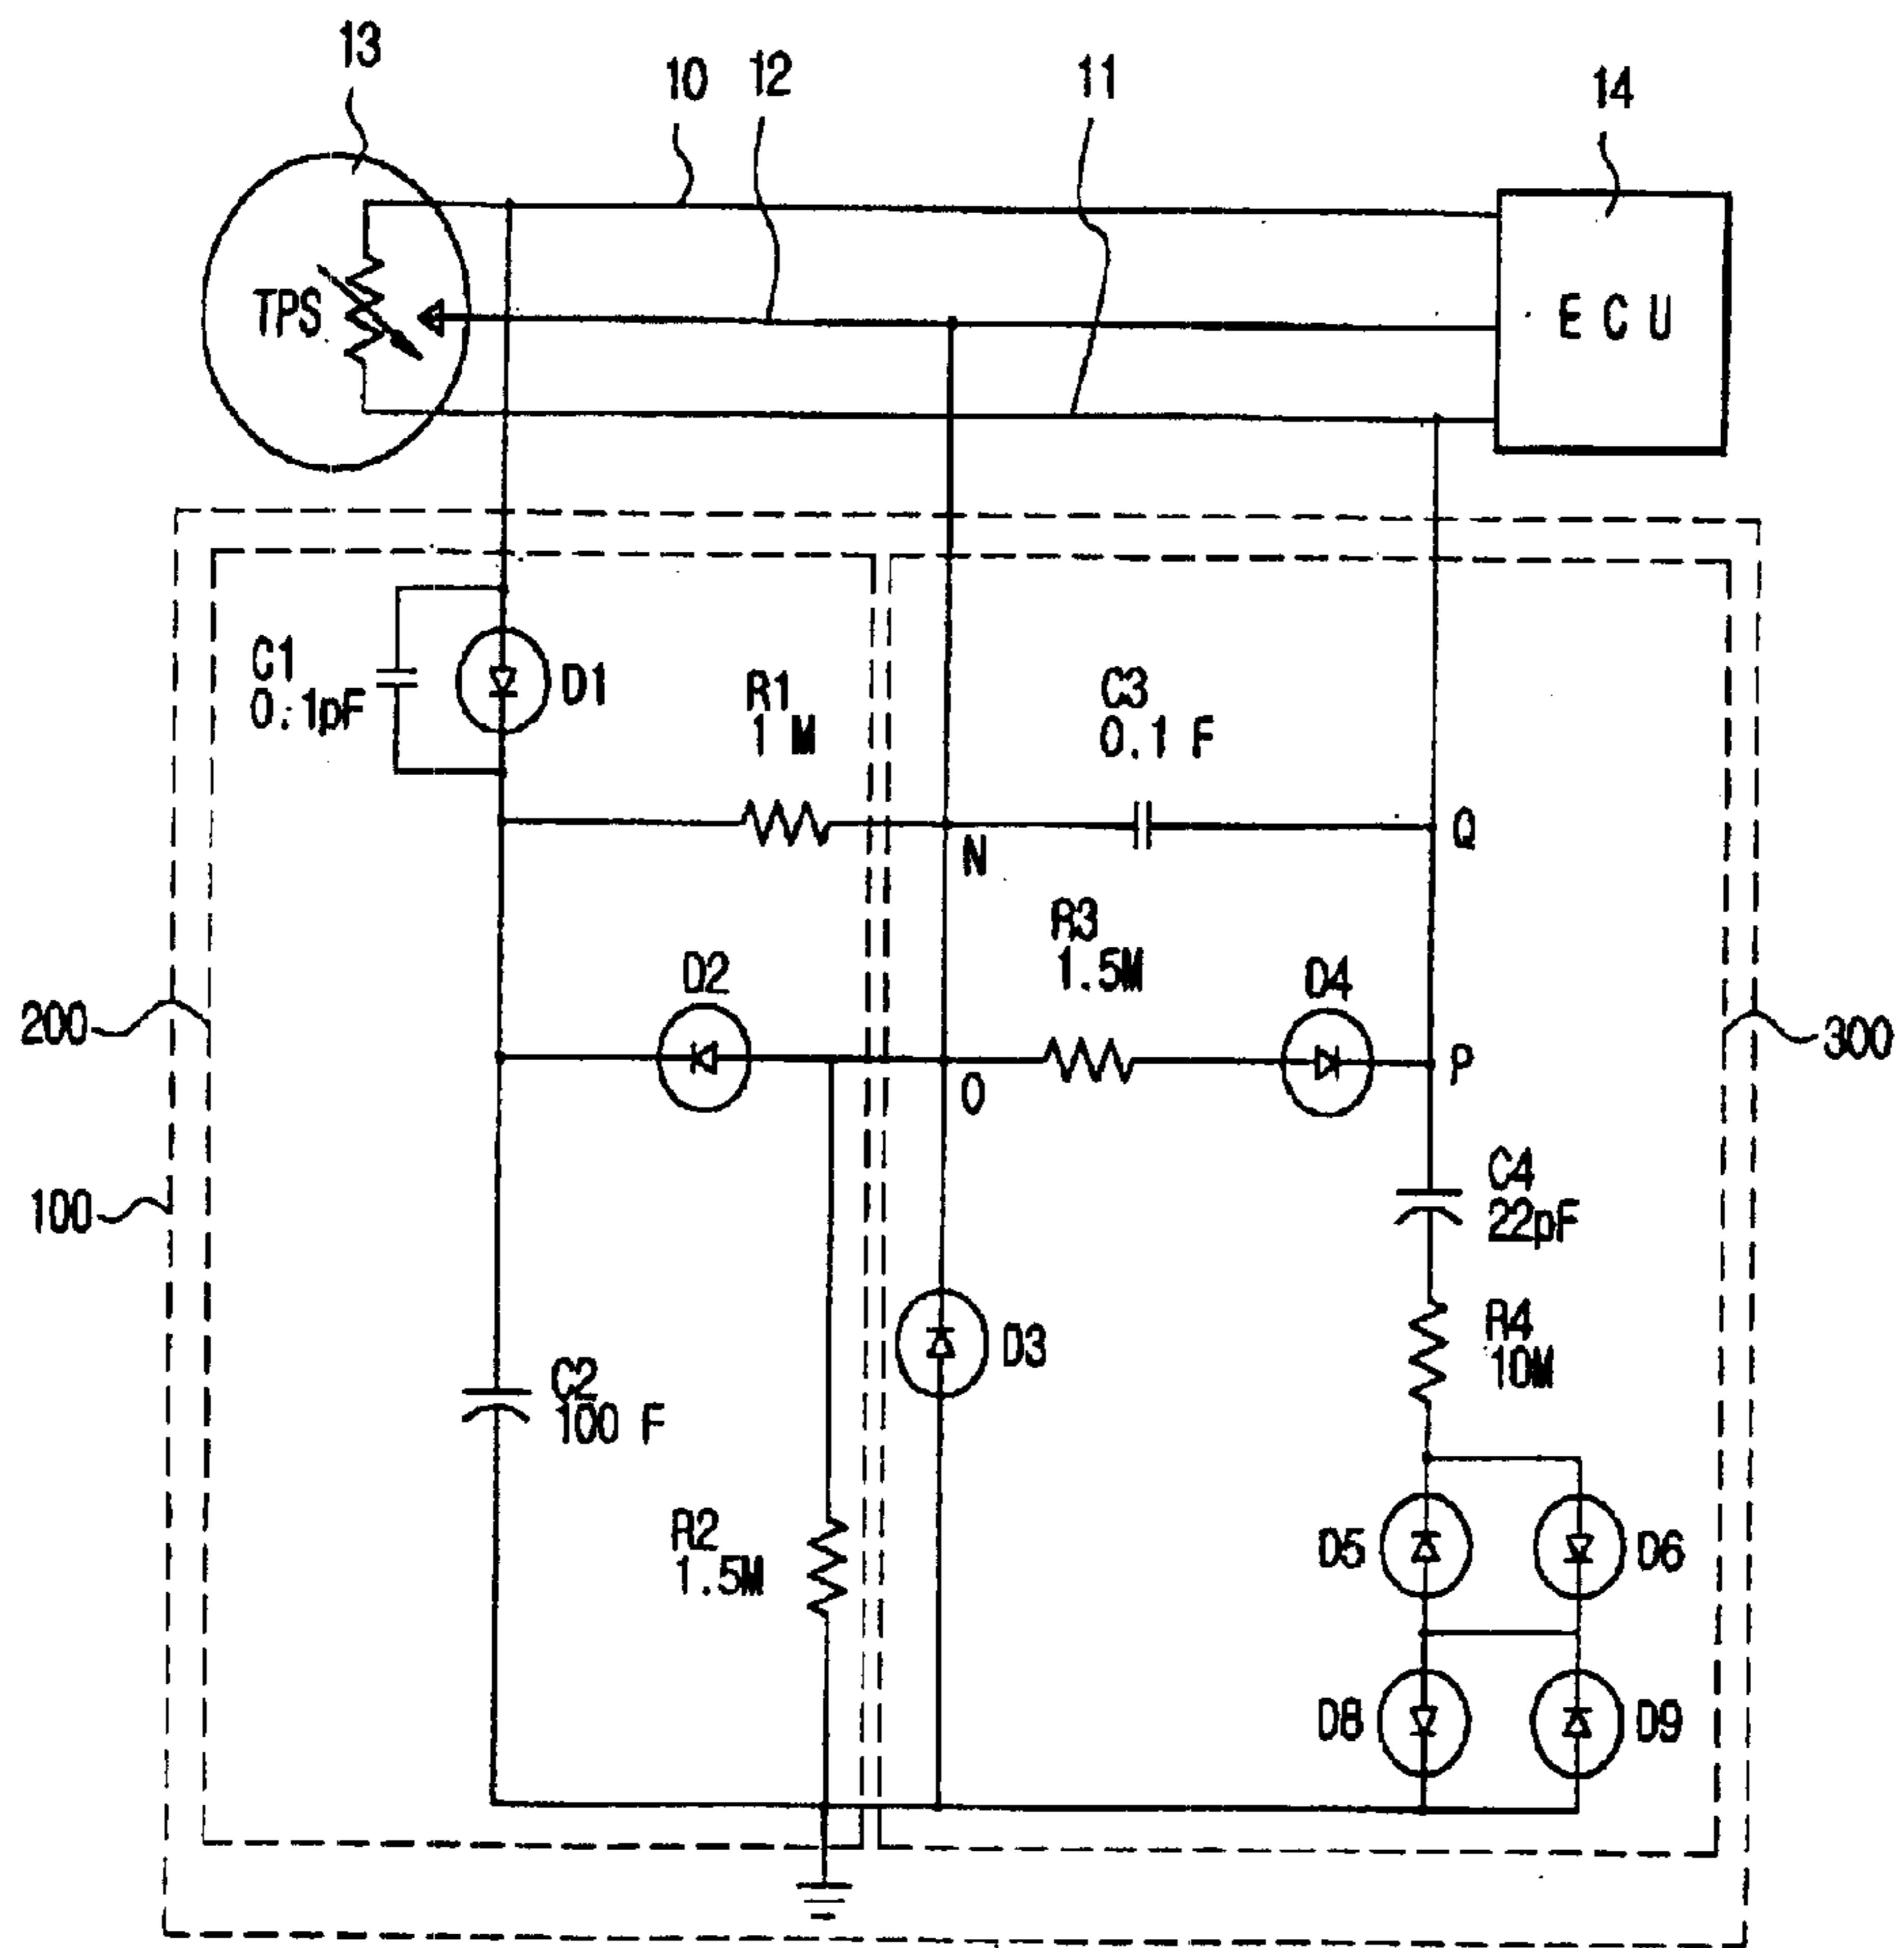 13
10
12
11
14
TPS
ECU
C1
0.1pF
D1
R1
1 M
C3
0.1 F
N
Q
R3
1.5M
D2
D4
200
300
O
P
100
C4
22pF
D3
R4
10M
C2
100 F
R2
1.5M
D5
D6
D8
D9